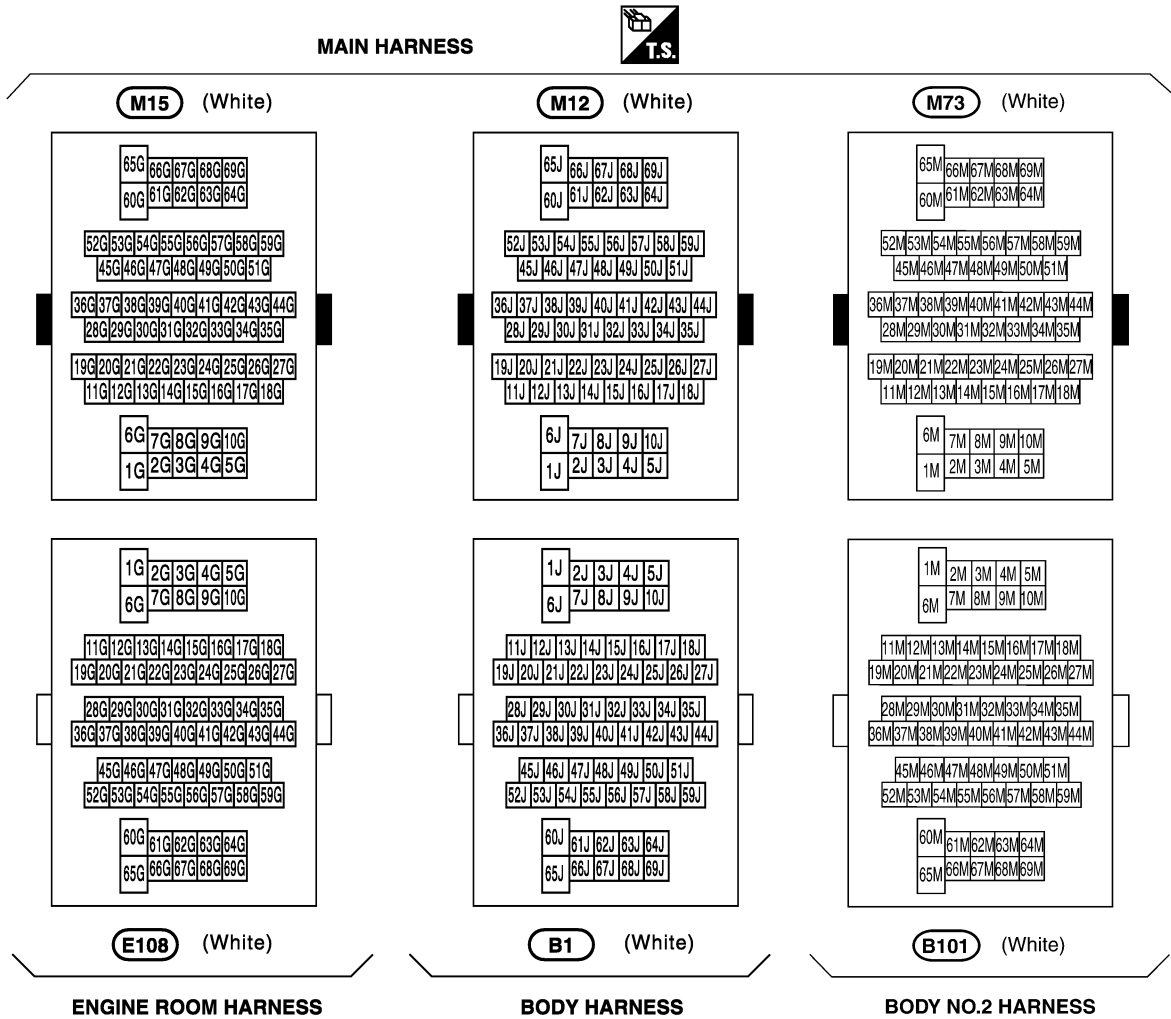 MAIN HARNESS
T.S.
M15 (White) M12 (White) M73 (White)
65G 66G 67G 68G 69G 65J 66J 67J 68J 69J 65M 66M 67M 68M 69M
60G 61G 62G 63G 64G 60J 61J 62J 63J 64J 60M 61M 62M 63M 64M
52G 53G 54G 55G 56G 57G 58G 59G 52J 53J 54J 55J 56J 57J 58J 59J 52M 53M 54M 55M 56M 57M 58M 59M
45G 46G 47G 48G 49G 50G 51G 45J 46J 47J 48J 49J 50J 51J 45M 46M 47M 48M 49M 50M 51M
36G 37G 38G 39G 40G 41G 42G 43G 44G 36J 37J 38J 39J 40J 41J 42J 43J 44J 36M 37M 38M 39M 40M 41M 42M 43M 44M
28G 29G 30G 31G 32G 33G 34G 35G 28J 29J 30J 31J 32J 33J 34J 35J 28M 29M 30M 31M 32M 33M 34M 35M
19G 20G 21G 22G 23G 24G 25G 26G 27G 19J 20J 21J 22J 23J 24J 25J 26J 27J 19M 20M 21M 22M 23M 24M 25M 26M 27M
11G 12G 13G 14G 15G 16G 17G 18G 11J 12J 13J 14J 15J 16J 17J 18J 11M 12M 13M 14M 15M 16M 17M 18M
6G 7G 8G 9G 10G 6J 7J 8J 9J 10J 6M 7M 8M 9M 10M
1G 2G 3G 4G 5G 1J 2J 3J 4J 5J 1M 2M 3M 4M 5M
1G 2G 3G 4G 5G 1J 2J 3J 4J 5J 1M 2M 3M 4M 5M
6G 7G 8G 9G 10G 6J 7J 8J 9J 10J 6M 7M 8M 9M 10M
11G 12G 13G 14G 15G 16G 17G 18G 11J 12J 13J 14J 15J 16J 17J 18J 11M 12M 13M 14M 15M 16M 17M 18M
19G 20G 21G 22G 23G 24G 25G 26G 27G 19J 20J 21J 22J 23J 24J 25J 26J 27J 19M 20M 21M 22M 23M 24M 25M 26M 27M
28G 29G 30G 31G 32G 33G 34G 35G 28J 29J 30J 31J 32J 33J 34J 35J 28M 29M 30M 31M 32M 33M 34M 35M
36G 37G 38G 39G 40G 41G 42G 43G 44G 36J 37J 38J 39J 40J 41J 42J 43J 44J 36M 37M 38M 39M 40M 41M 42M 43M 44M
45G 46G 47G 48G 49G 50G 51G 45J 46J 47J 48J 49J 50J 51J 45M 46M 47M 48M 49M 50M 51M
52G 53G 54G 55G 56G 57G 58G 59G 52J 53J 54J 55J 56J 57J 58J 59J 52M 53M 54M 55M 56M 57M 58M 59M
60G 61G 62G 63G 64G 60J 61J 62J 63J 64J 60M 61M 62M 63M 64M
65G 66G 67G 68G 69G 65J 66J 67J 68J 69J 65M 66M 67M 68M 69M
E108 (White) B1 (White) B101 (White)
ENGINE ROOM HARNESS BODY HARNESS BODY NO.2 HARNESS